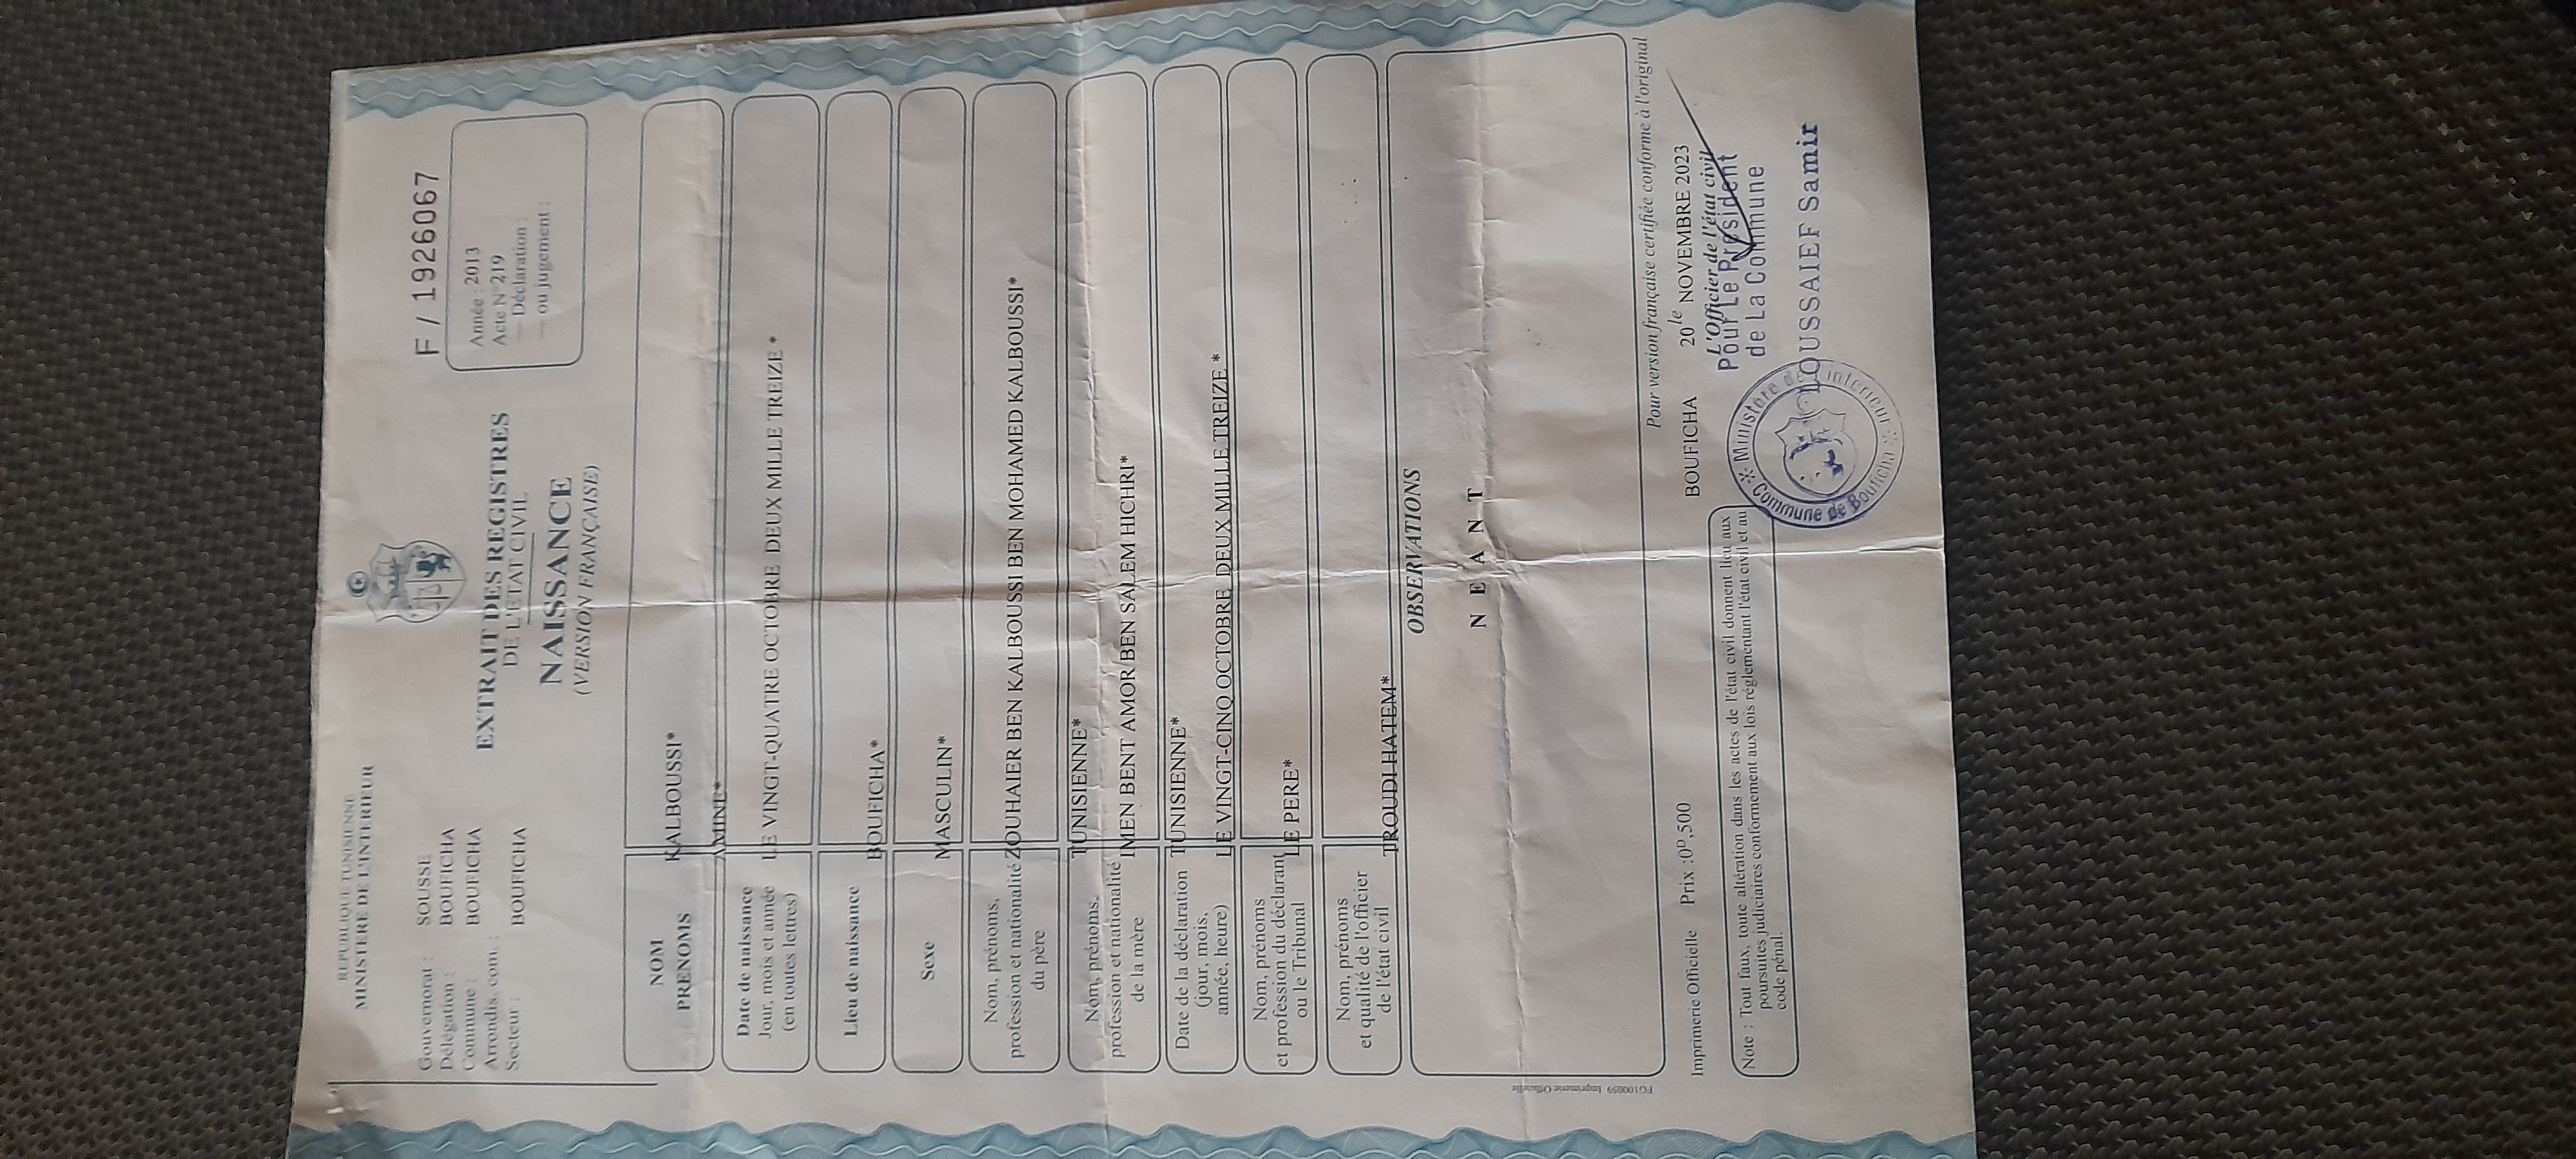 REPUBLIQUE TUNISIENNE
MINISTERE DE L'INTERIEUR
Gouvernorat : SOUSSE
Délégation : BOUFICHA
Commune : BOUFICHA
Arrondis. com. :
Secteur : BOUFICHA
EXTRAIT DES REGISTRES
DE L'ETAT CIVIL
NAISSANCE
(VERSION FRANÇAISE)
F / 1926067
Année : 2013
Acte N° 219
— Déclaration :
— ou jugement :
NOM KALBOUSSI*
PRENOMS AMINE*
Date de naissance
Jour, mois et année LE VINGT-QUATRE OCTOBRE DEUX MILLE TREIZE *
(en toutes lettres)
Lieu de naissance BOUFICHA*
Sexe MASCULIN*
Nom, prénoms,
profession et nationalité ZOUHAIER BEN KALBOUSSI BEN MOHAMED KALBOUSSI*
du père
TUNISIENNE*
Nom, prénoms,
profession et nationalité IMEN BENT AMOR BEN SALEM HICHRI*
de la mère
TUNISIENNE*
Date de la déclaration
(jour, mois,
année, heure) LE VINGT-CINQ OCTOBRE DEUX MILLE TREIZE *
Nom, prénoms
et profession du déclarant LE PERE*
ou le Tribunal
Nom, prénoms
et qualité de l'officier
de l'état civil TROUDI HATEM*
OBSERVATIONS
N E A N T
Pour version française certifiée conforme à l'original
BOUFICHA 20 le NOVEMBRE 2023
L'Officier de l'état civil
Pour Le Président
de La Commune
LOUSSAIEF Samir
Ministère de l'intérieur
Commune de Bouficha
Imprimerie Officielle Prix :0ᴰ,500
Note : Tout faux, toute altération dans les actes de l'état civil donnent lieu aux
poursuites judiciaires conformement aux lois réglementant l'état civil et au
code pénal.
FG100059 Imprimerie Officielle